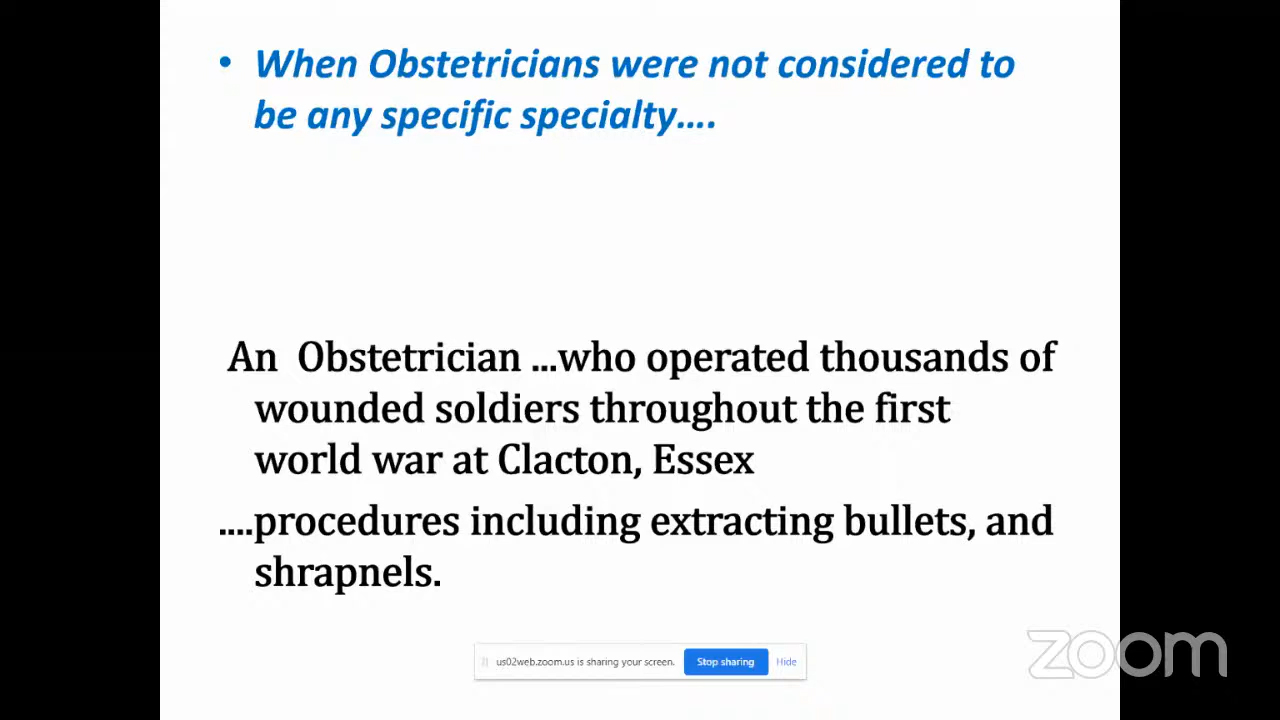 • When Obstetricians were not considered to
be any specific specialty….
An Obstetrician …who operated thousands of
wounded soldiers throughout the first
world war at Clacton, Essex
….procedures including extracting bullets, and
shrapnels.
us02web.zoom.us is sharing your screen. Stop sharing Hide
zoom